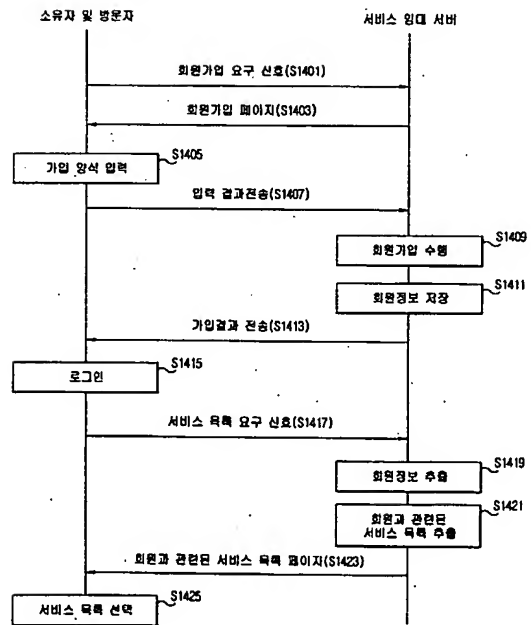 소유자 및 방문자
서비스 임대 서버
회원가입 요구 신호(S1401)
회원가입 페이지(S1403)
S1405
가입 양식 입력
입력 결과전송(S1407)
S1409
회원가입 수행
S1411
회원정보 저장
가입결과 전송(S1413)
S1415
로그인
서비스 목록 요구 신호(S1417)
S1419
회원정보 추출
S1421
회원과 관련된
서비스 목록 추출
회원과 관련된 서비스 목록 페이지(S1423)
S1425
서비스 목록 선택